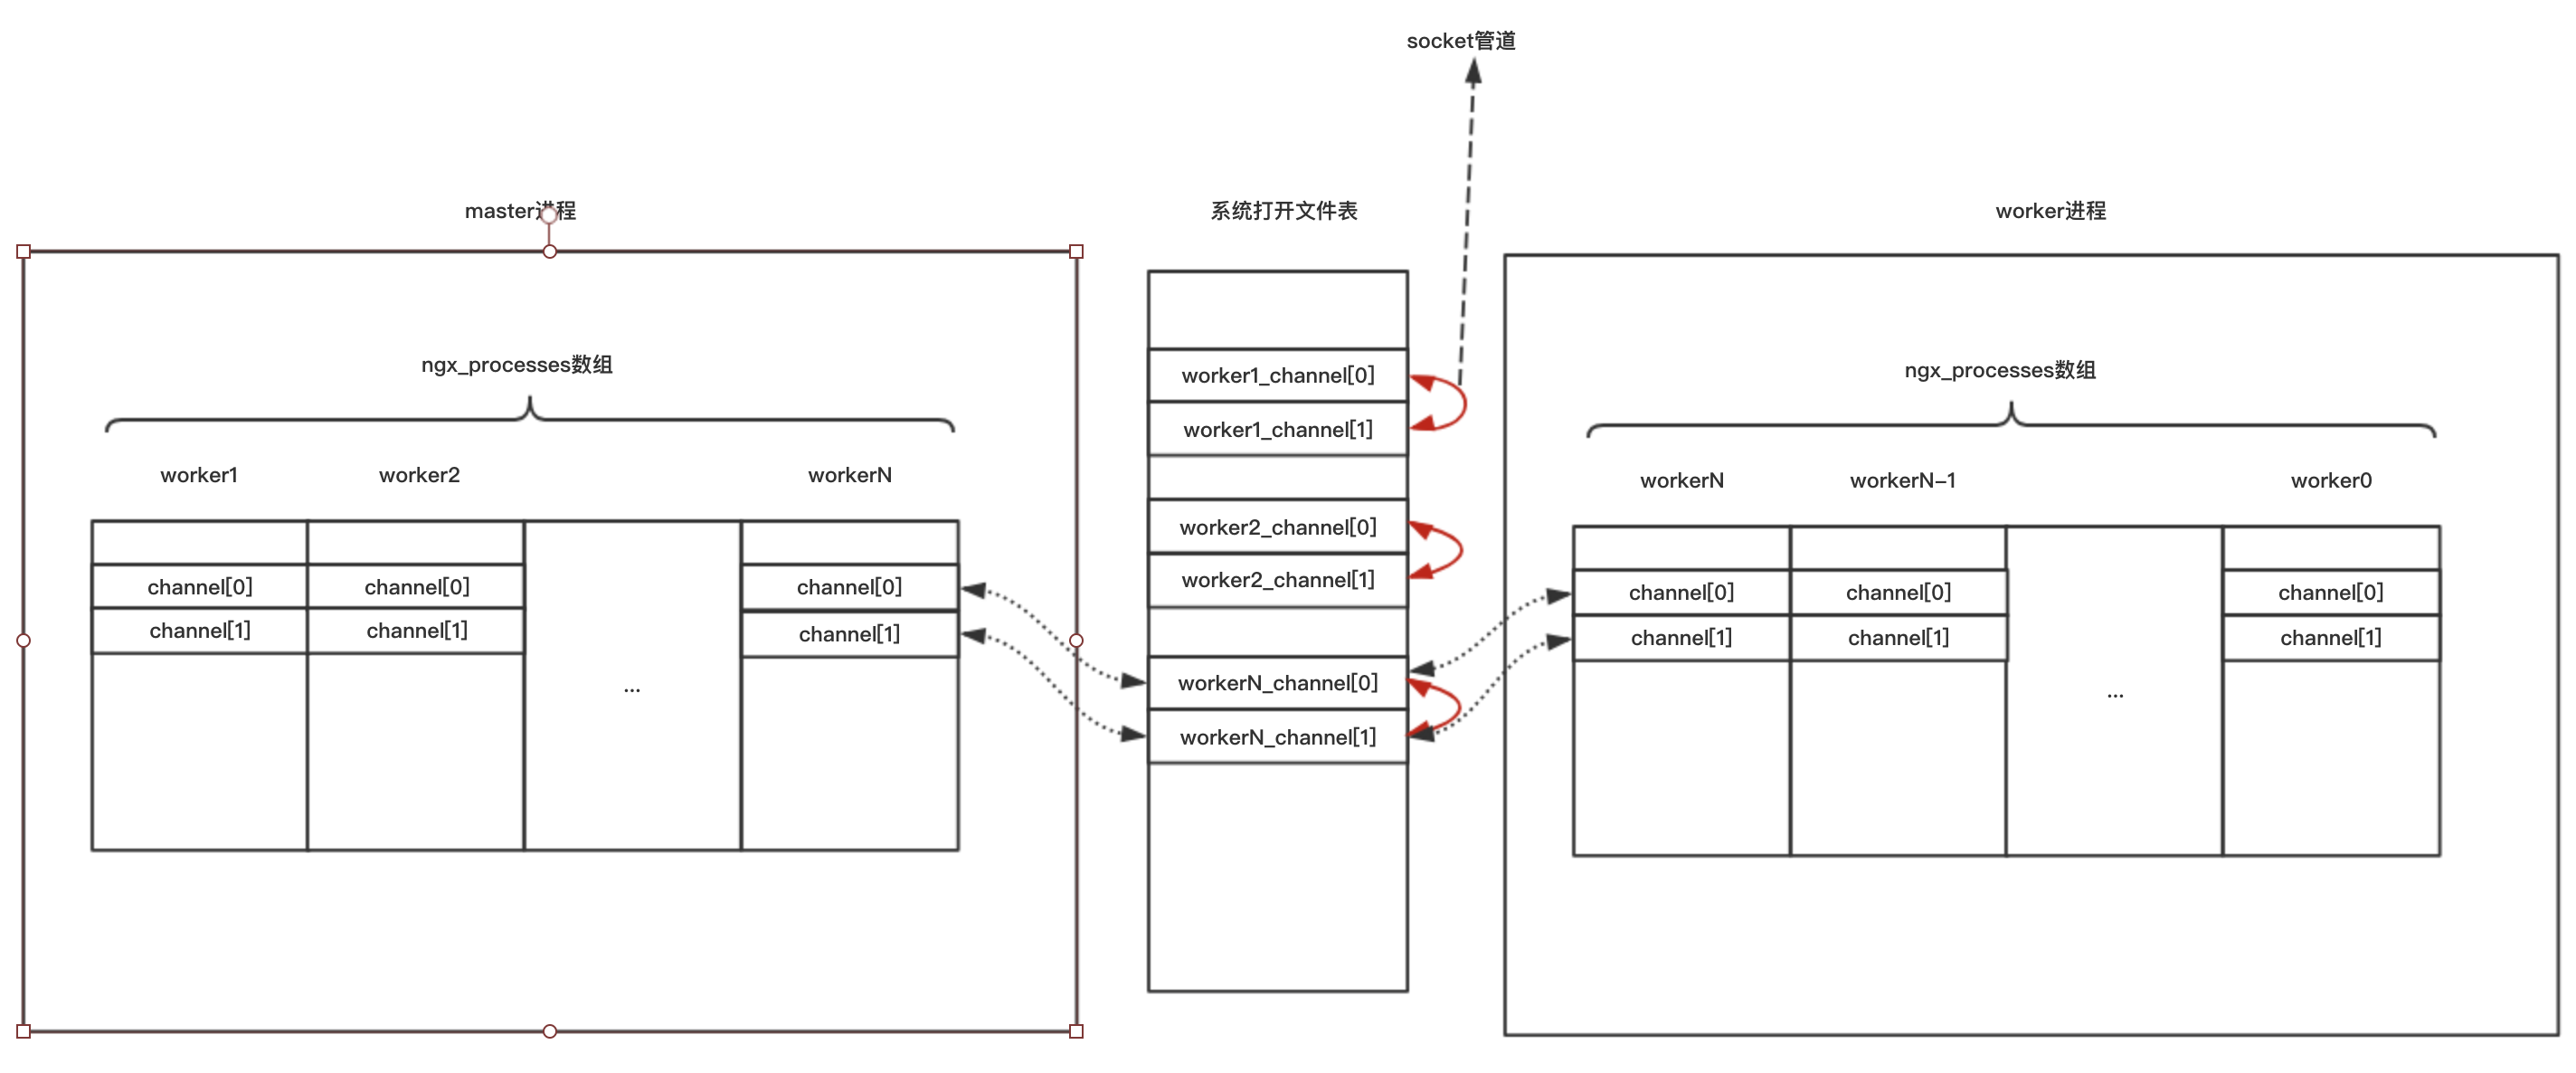 socket管道
master进程
系统打开文件表
worker进程
ngx_processes数组
worker1
worker2
workerN
channel[0]
channel[0]
channel[0]
channel[1]
channel[1]
channel[1]
...
worker1_channel[0]
worker1_channel[1]
worker2_channel[0]
worker2_channel[1]
workerN_channel[0]
workerN_channel[1]
ngx_processes数组
workerN
workerN-1
worker0
channel[0]
channel[0]
channel[0]
channel[1]
channel[1]
channel[1]
...